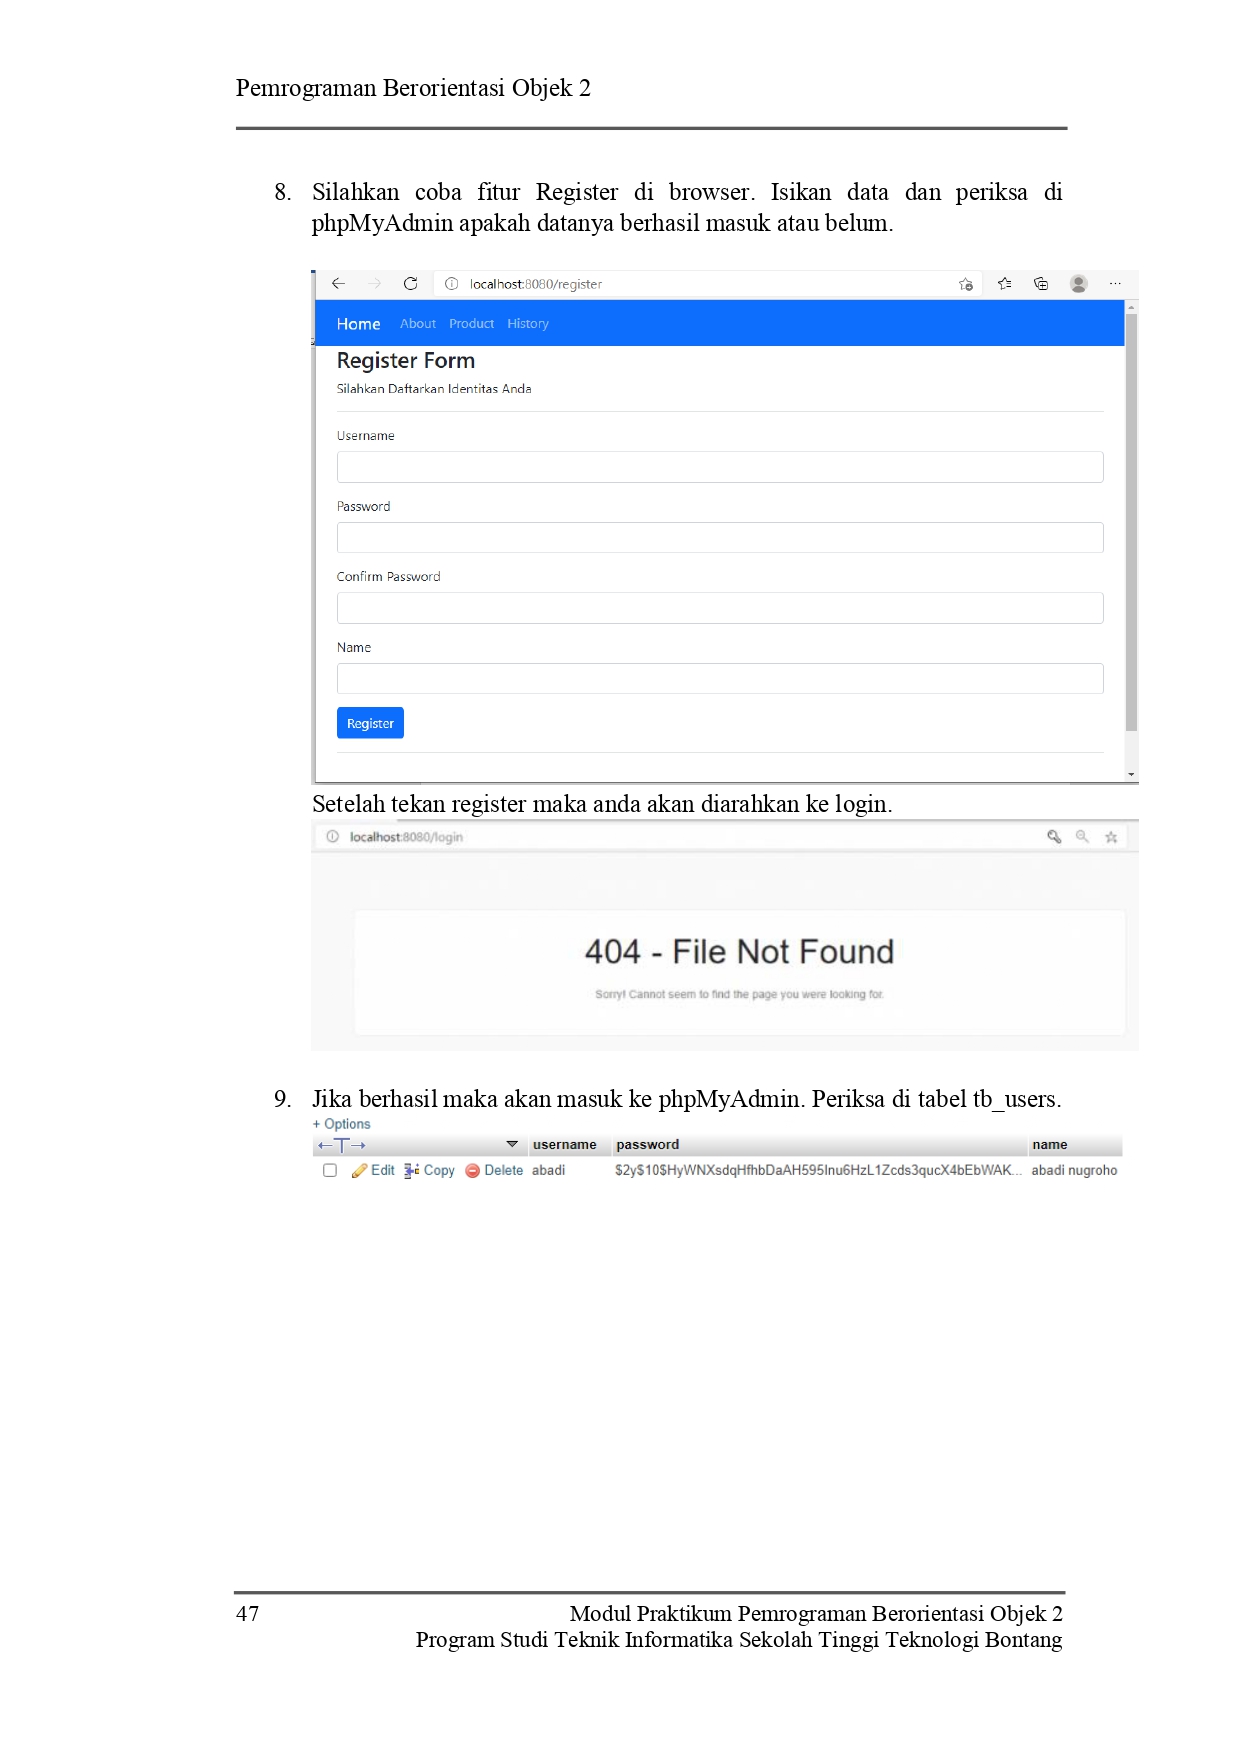 Pemrograman Berorientasi Objek 2
8. Silahkan coba fitur Register di browser. Isikan data dan periksa di
phpMyAdmin apakah datanya berhasil masuk atau belum.
localhost:8080/register
Home About Product History
Register Form
Silahkan Daftarkan Identitas Anda
Username
Password
Confirm Password
Name
Register
Setelah tekan register maka anda akan diarahkan ke login.
localhost:8080/login
404 - File Not Found
Sorry! Cannot seem to find the page you were looking for.
9. Jika berhasil maka akan masuk ke phpMyAdmin. Periksa di tabel tb_users.
+ Options
←T→ username password name
Edit Copy Delete abadi $2y$10$HyWNXsdqHfhbDaAH595Inu6HzL1Zcds3qucX4bEbWAK... abadi nugroho
47 Modul Praktikum Pemrograman Berorientasi Objek 2
Program Studi Teknik Informatika Sekolah Tinggi Teknologi Bontang